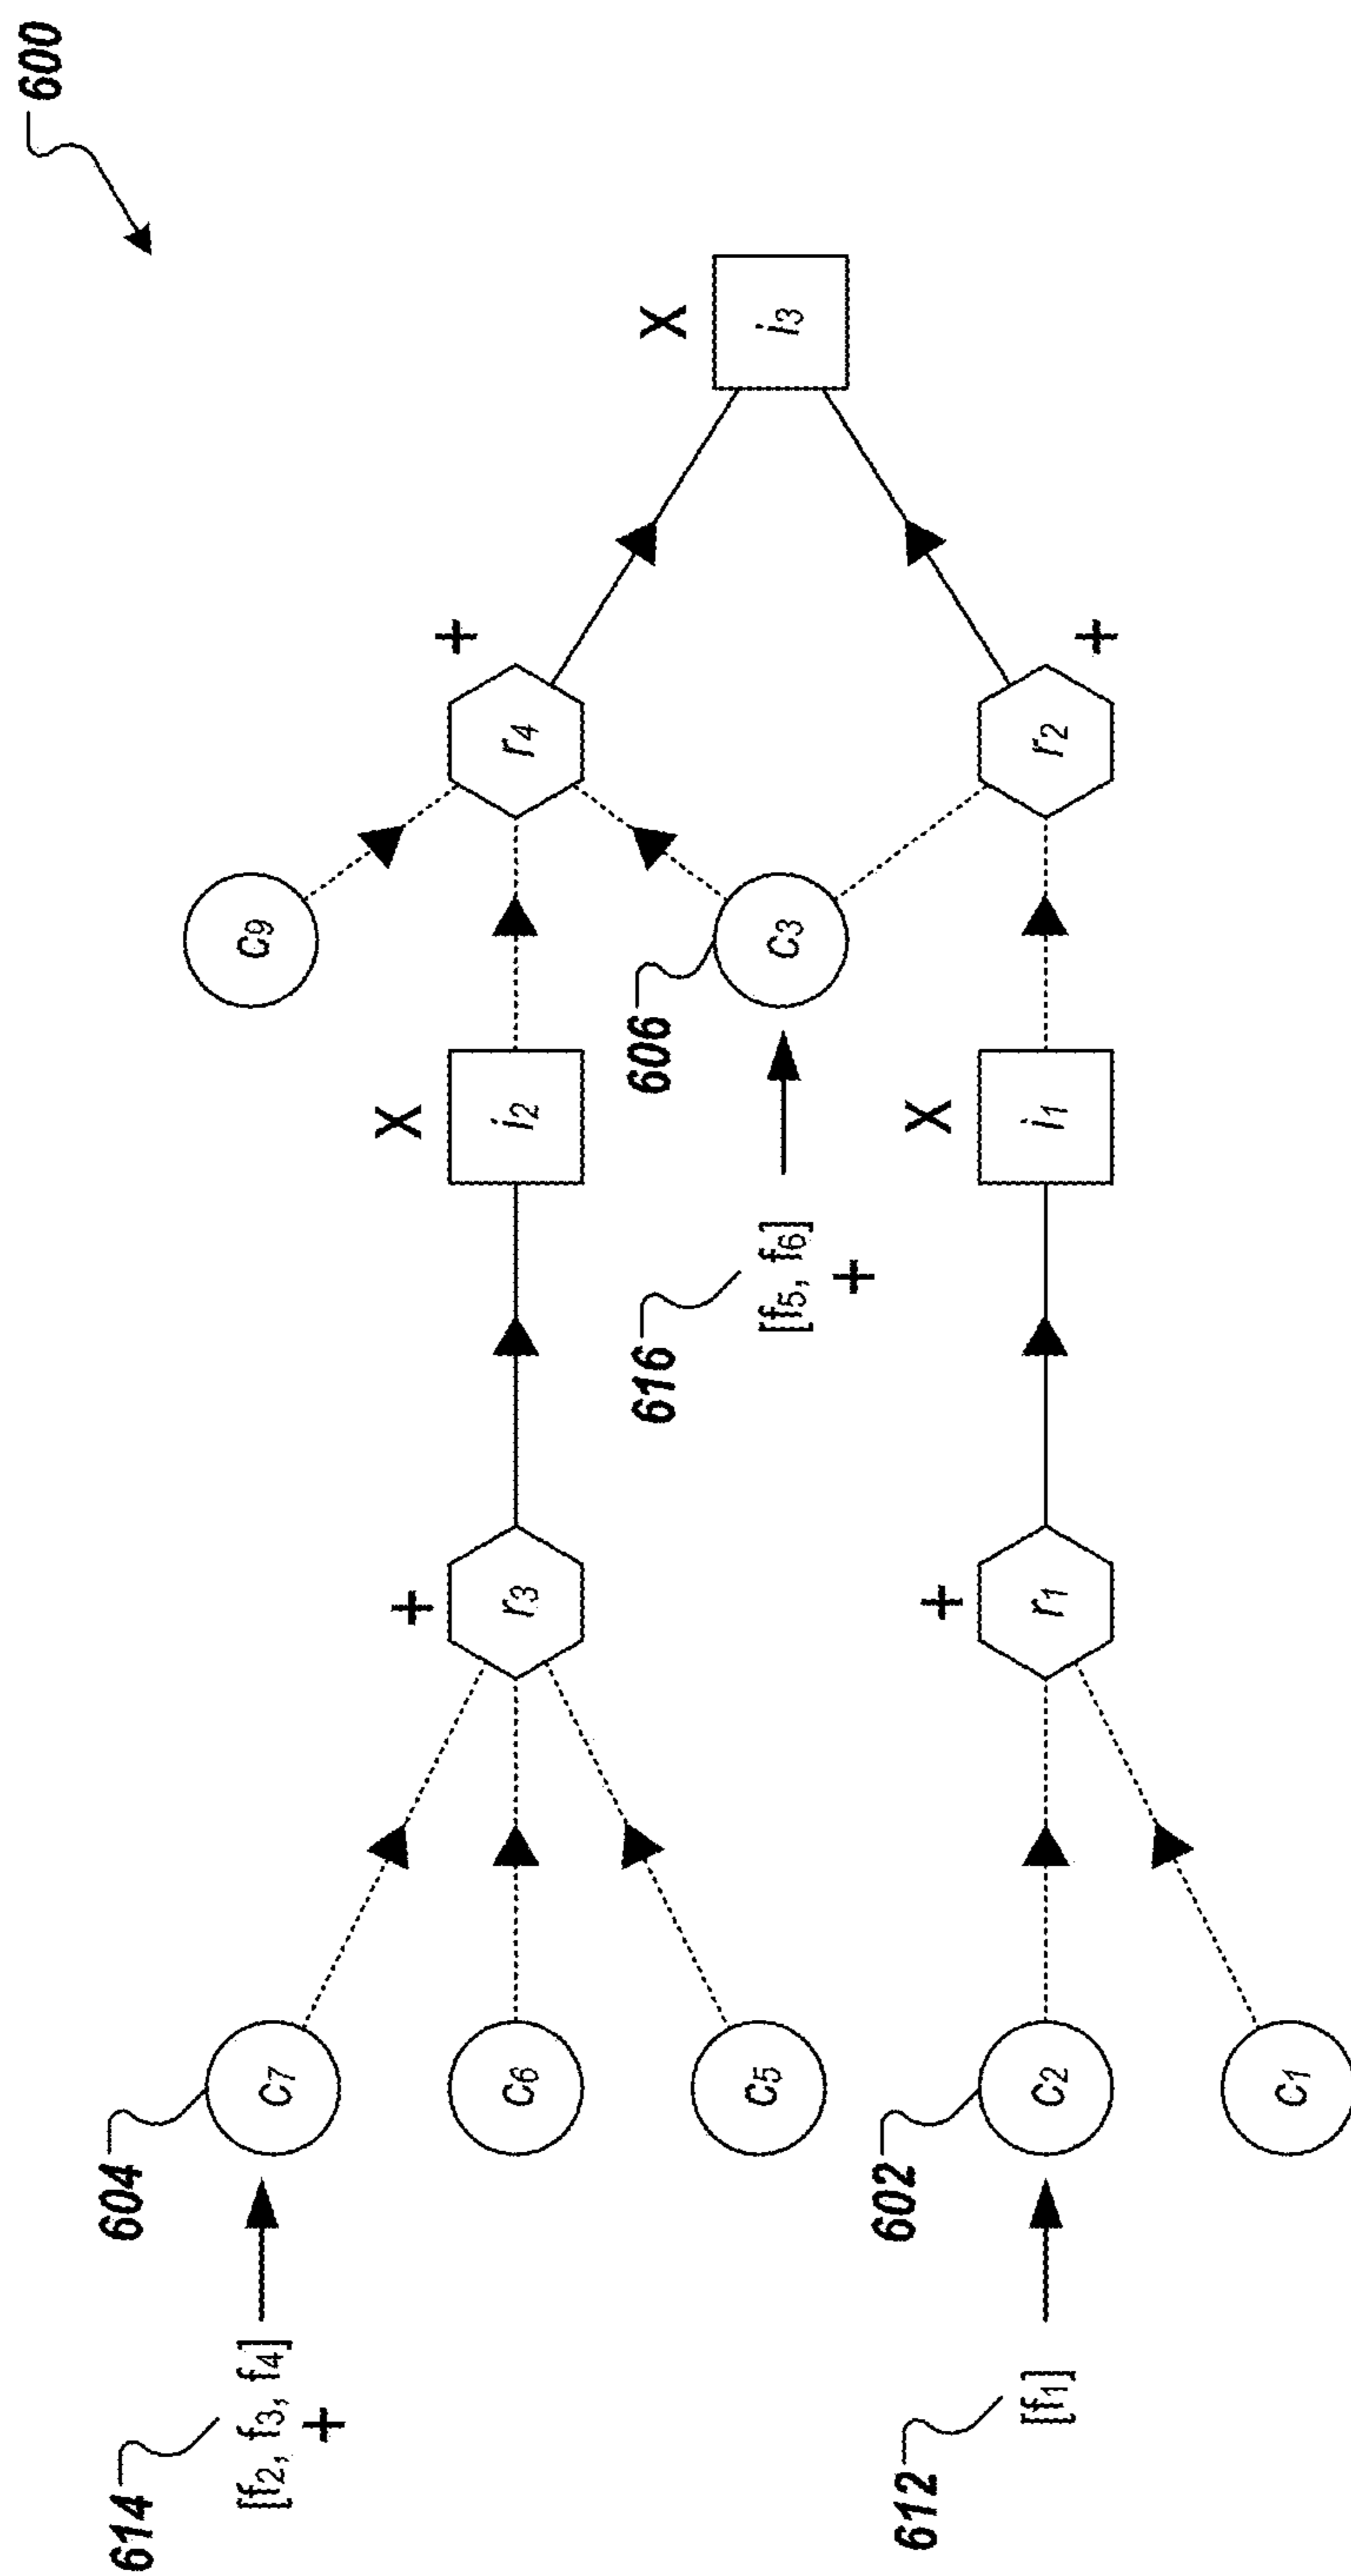 600
614
[f2, f3, f4]
+
604
c7
c6
c5
+
r3
X
i2
c9
+
r4
X
i3
616
[f5, f6]
+
606
c3
612
[f1]
602
c2
c1
+
r1
X
i1
r2
+